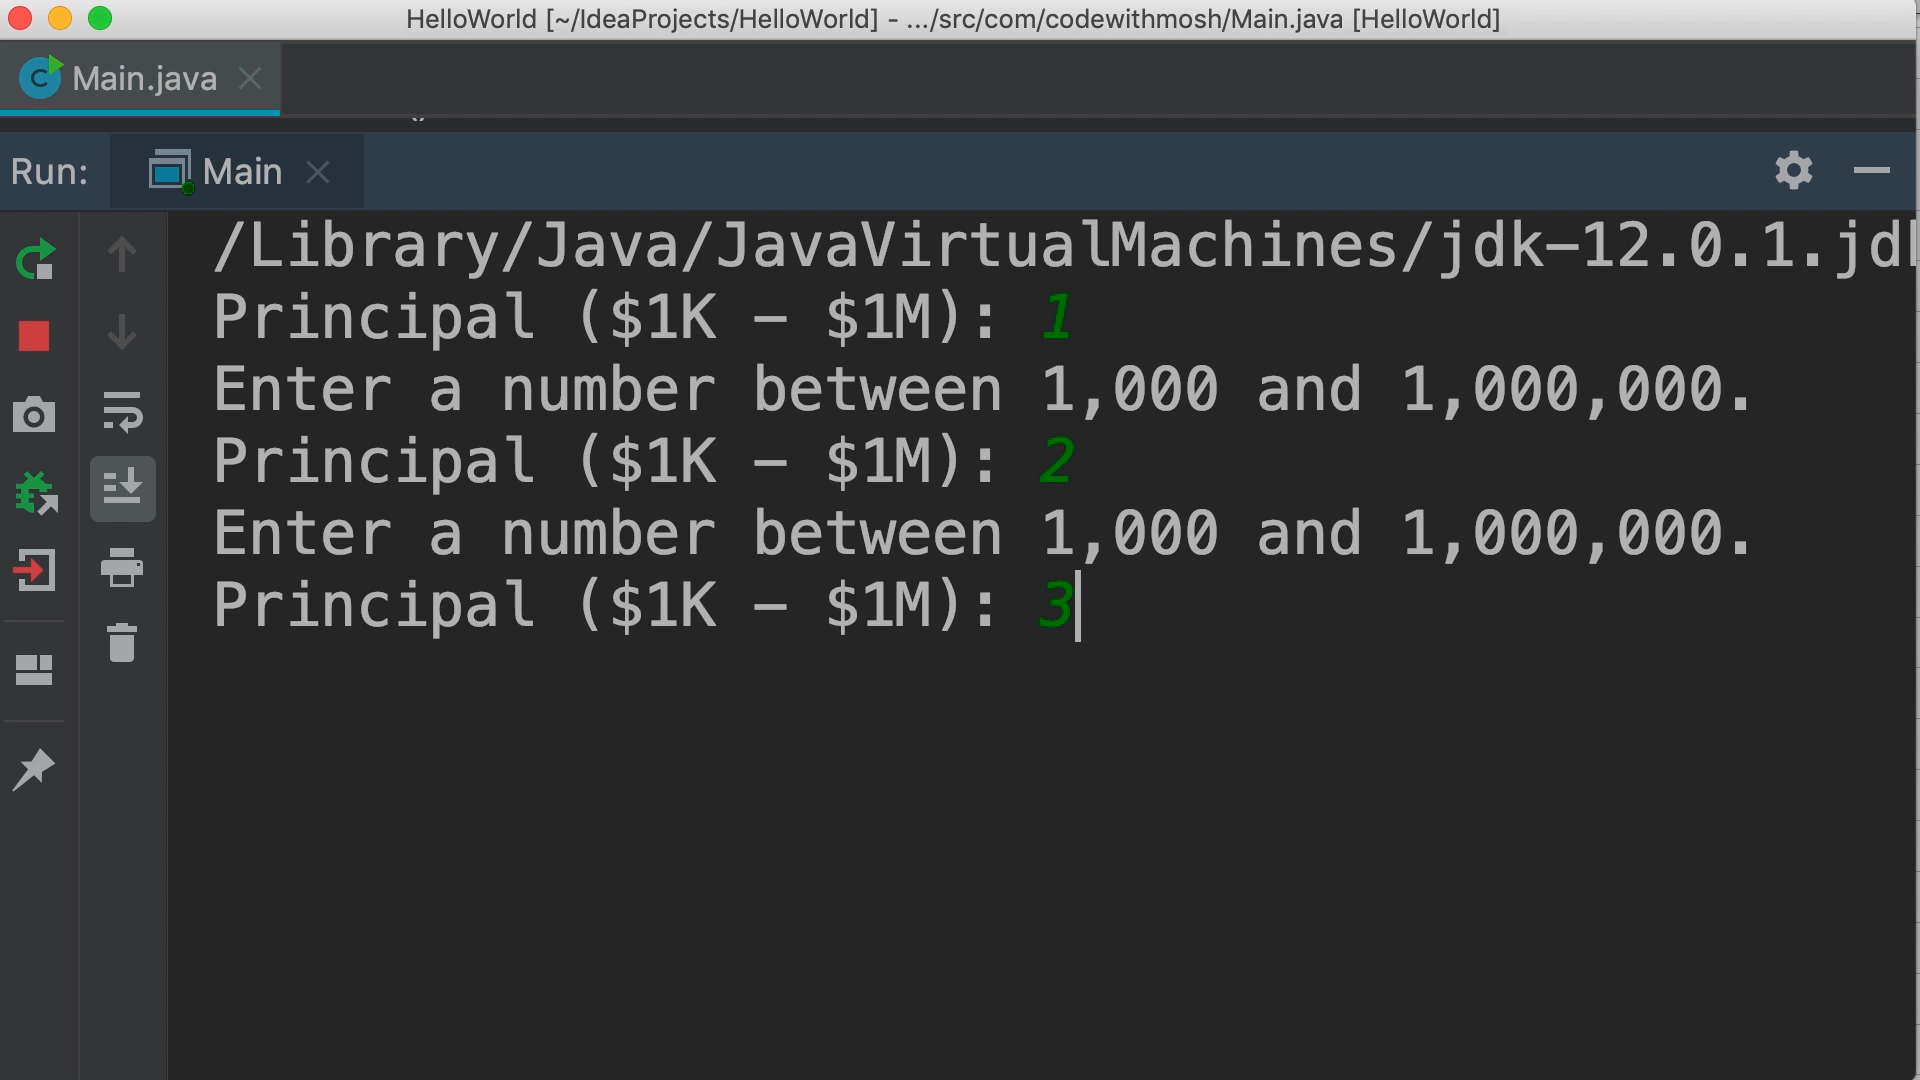 HelloWorld [~/IdeaProjects/HelloWorld] - .../src/com/codewithmosh/Main.java [HelloWorld]
Main.java
Run: Main
/Library/Java/JavaVirtualMachines/jdk-12.0.1.jd
Principal ($1K - $1M): 1
Enter a number between 1,000 and 1,000,000.
Principal ($1K - $1M): 2
Enter a number between 1,000 and 1,000,000.
Principal ($1K - $1M): 3